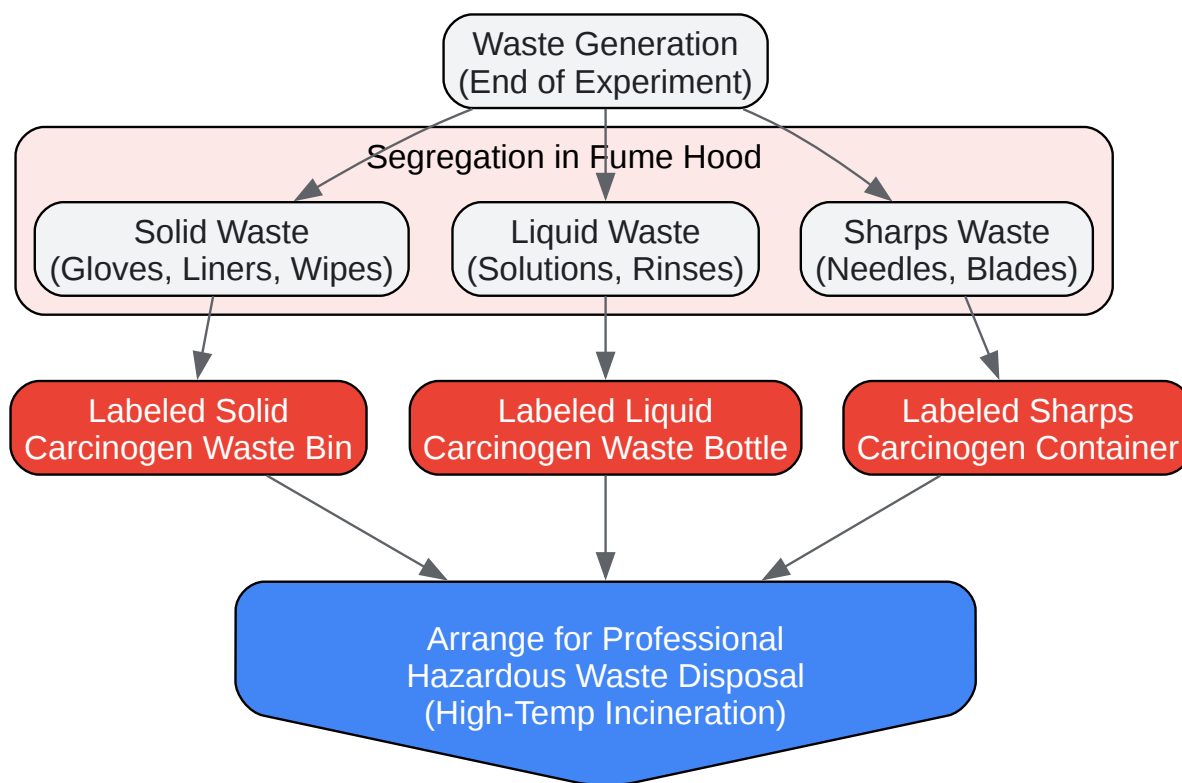 Waste Generation
(End of Experiment)
Segregation in Fume Hood
Solid Waste
(Gloves, Liners, Wipes)
Liquid Waste
(Solutions, Rinses)
Sharps Waste
(Needles, Blades)
Labeled Solid
Carcinogen Waste Bin
Labeled Liquid
Carcinogen Waste Bottle
Labeled Sharps
Carcinogen Container
Arrange for Professional
Hazardous Waste Disposal
(High-Temp Incineration)